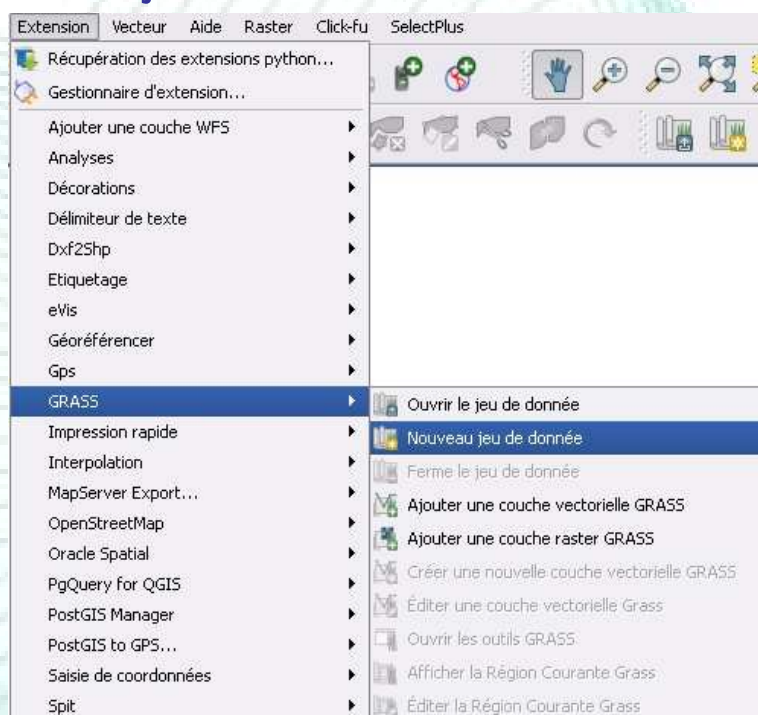 Extension Vecteur Aide Raster Click-fu SelectPlus
Récupération des extensions python...
Gestionnaire d'extension...
Ajouter une couche WFS
Analyses
Décorations
Délimiteur de texte
Dxf2Shp
Etiquetage
eVis
Géoréférencer
Gps
GRASS
Impression rapide
Interpolation
MapServer Export...
OpenStreetMap
Oracle Spatial
PgQuery for QGIS
PostGIS Manager
PostGIS to GPS...
Saisie de coordonnées
Spit
Ouvrir le jeu de donnée
Nouveau jeu de donnée
Ferme le jeu de donnée
Ajouter une couche vectorielle GRASS
Ajouter une couche raster GRASS
Créer une nouvelle couche vectorielle GRASS
Éditer une couche vectorielle Grass
Ouvrir les outils GRASS
Afficher la Région Courante Grass
Éditer la Région Courante Grass